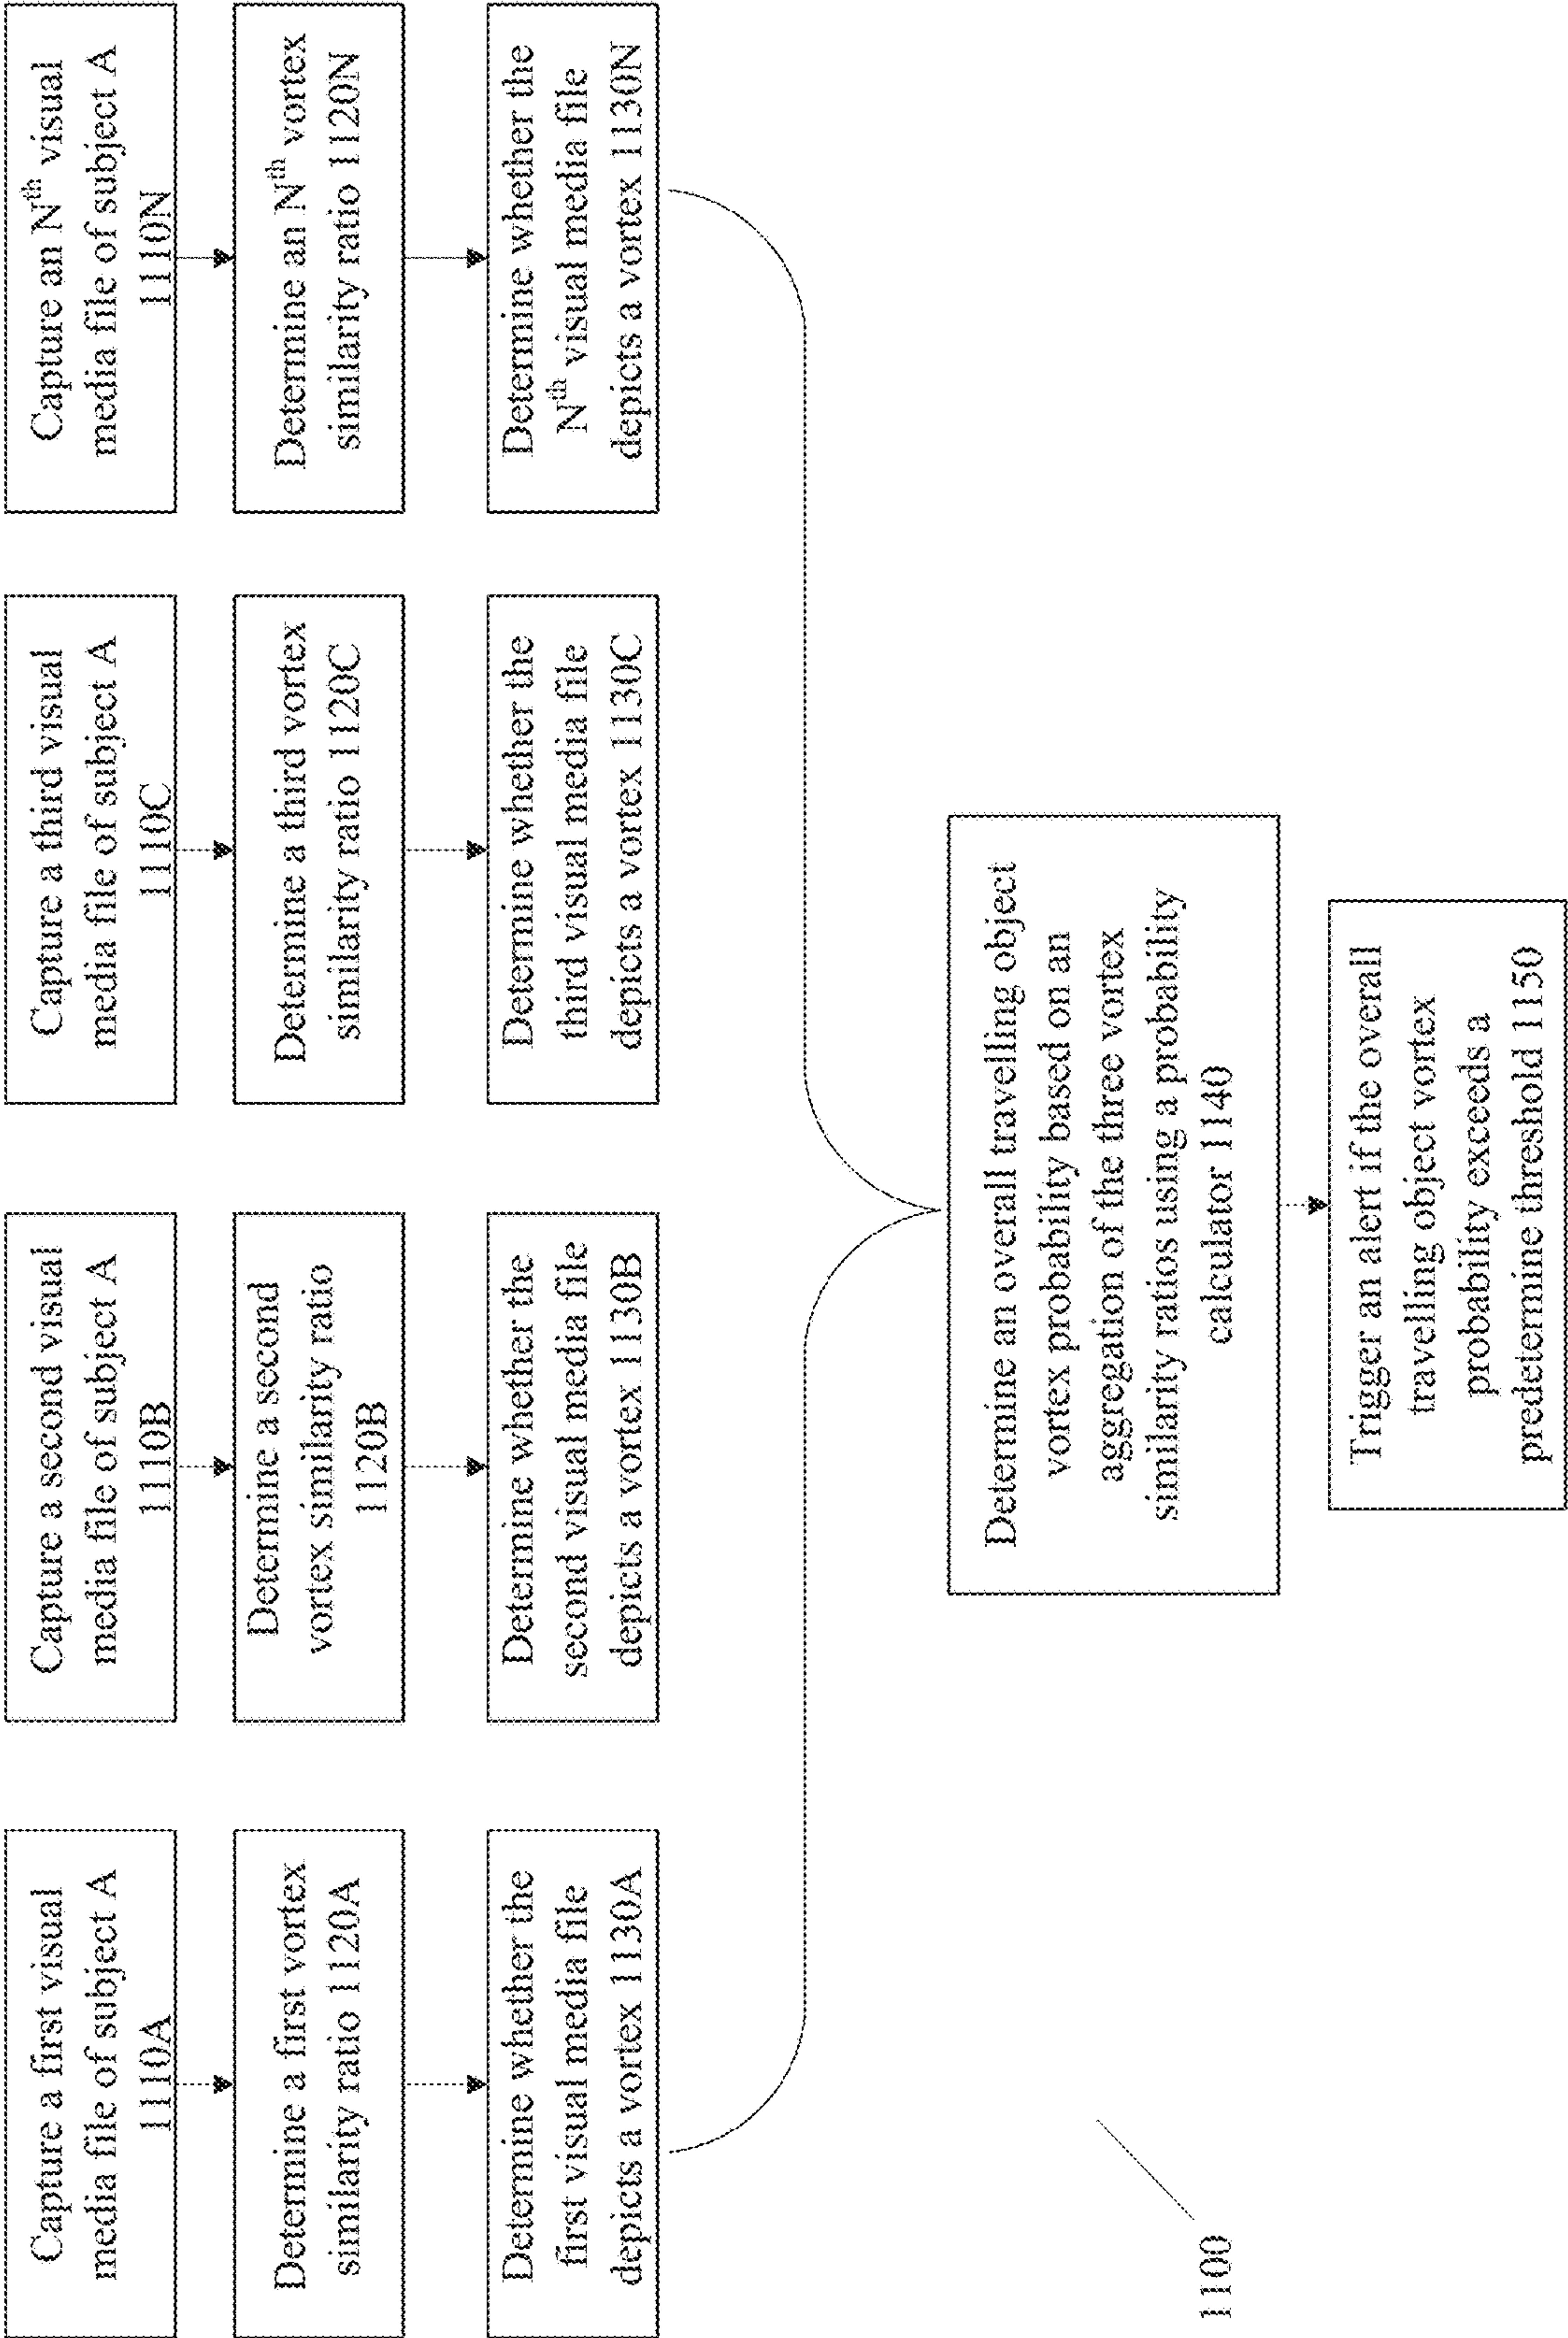 Capture a first visual
media file of subject A
1110A
Determine a first vortex
similarity ratio 1120A
Determine whether the
first visual media file
depicts a vortex 1130A
Capture a second visual
media file of subject A
1110B
Determine a second
vortex similarity ratio
1120B
Determine whether the
second visual media file
depicts a vortex 1130B
Capture a third visual
media file of subject A
1110C
Determine a third vortex
similarity ratio 1120C
Determine whether the
third visual media file
depicts a vortex 1130C
Capture an Nth visual
media file of subject A
1110N
Determine an Nth vortex
similarity ratio 1120N
Determine whether the
Nth visual media file
depicts a vortex 1130N
Determine an overall travelling object
vortex probability based on an
aggregation of the three vortex
similarity ratios using a probability
calculator 1140
Trigger an alert if the overall
travelling object vortex
probability exceeds a
predetermine threshold 1150
1100